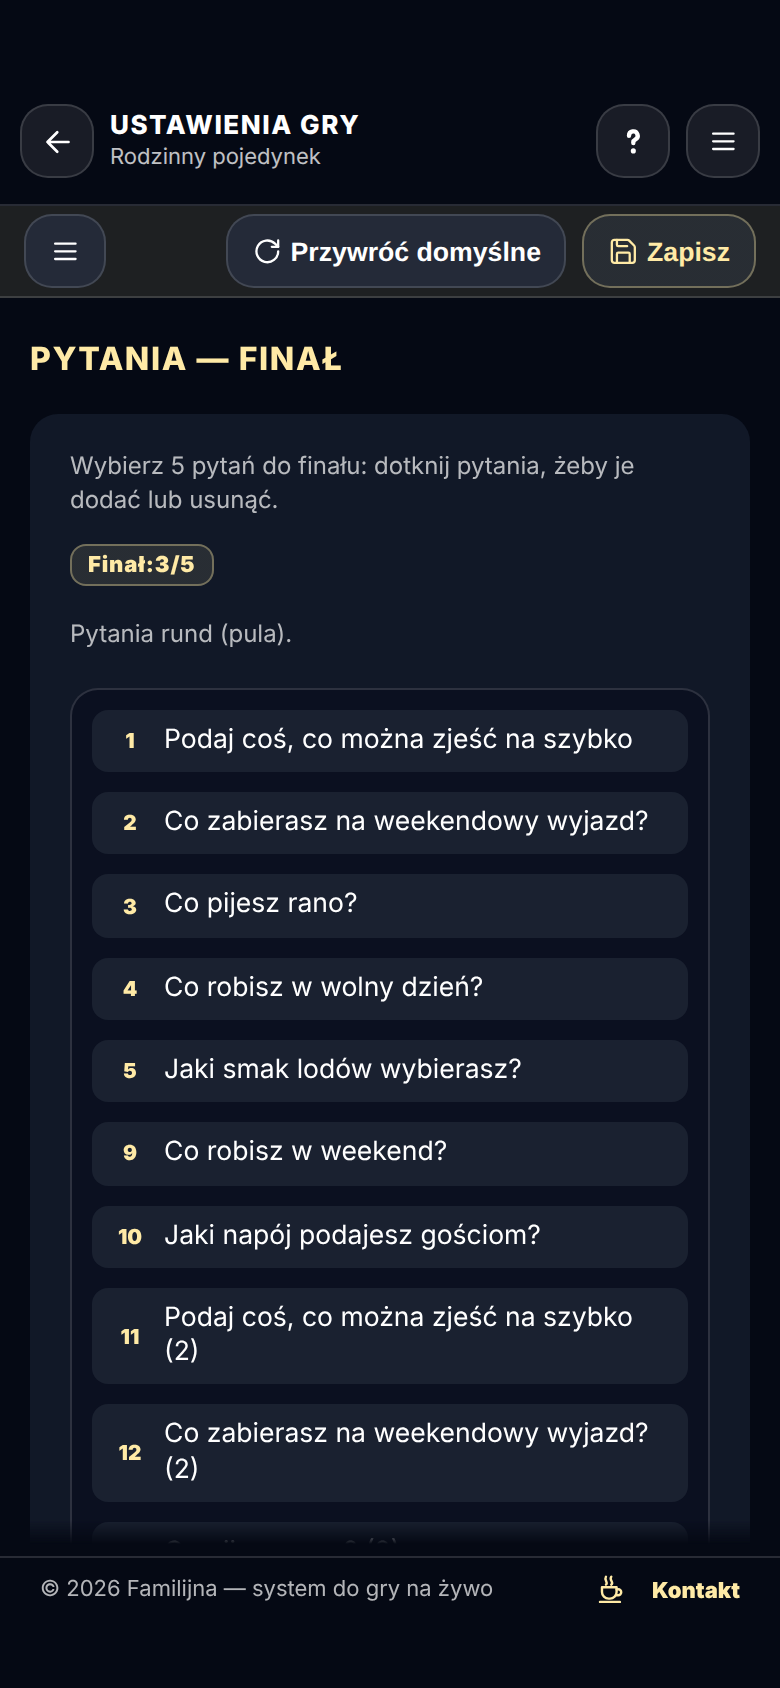 USTAWIENIA GRY
Rodzinny pojedynek
?
Przywróć domyślne
Zapisz
PYTANIA — FINAŁ
Wybierz 5 pytań do finału: dotknij pytania, żeby je
dodać lub usunąć.
Finał:3/5
Pytania rund (pula).
1 Podaj coś, co można zjeść na szybko
2 Co zabierasz na weekendowy wyjazd?
3 Co pijesz rano?
4 Co robisz w wolny dzień?
5 Jaki smak lodów wybierasz?
9 Co robisz w weekend?
10 Jaki napój podajesz gościom?
11 Podaj coś, co można zjeść na szybko
(2)
12 Co zabierasz na weekendowy wyjazd?
(2)
© 2026 Familijna — system do gry na żywo
Kontakt